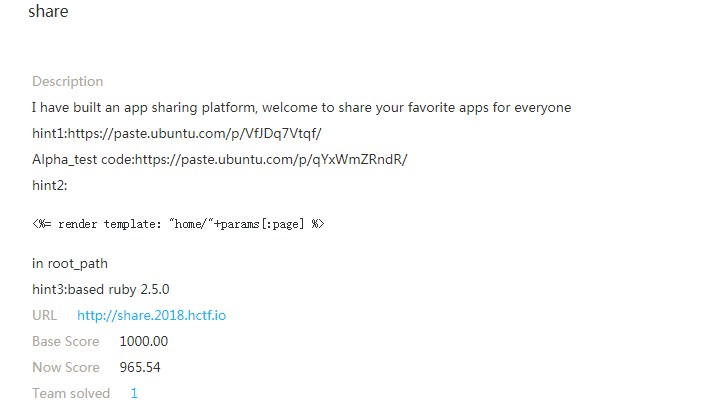 share
Description
I have built an app sharing platform, welcome to share your favorite apps for everyone
hint1:https://paste.ubuntu.com/p/VfJDq7Vtqf/
Alpha_test code:https://paste.ubuntu.com/p/qYxWmZRndR/
hint2:
<%= render template: "home/"+params[:page] %>
in root_path
hint3:based ruby 2.5.0
URL http://share.2018.hctf.io
Base Score 1000.00
Now Score 965.54
Team solved 1